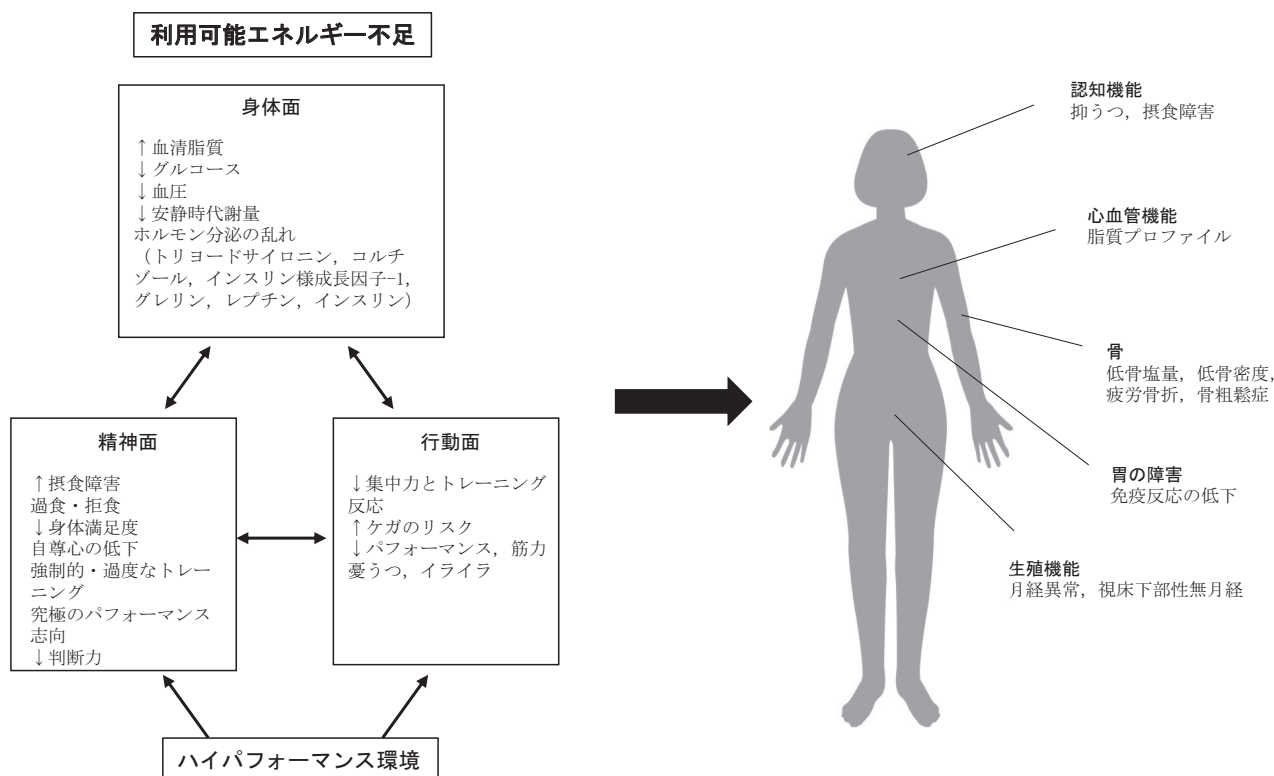 利用可能エネルギー不足
身体面
↑血清脂質
↓グルコース
↓血圧
↓安静時代謝量
ホルモン分泌の乱れ
（トリヨードサイロニン，コルチ
ゾール，インスリン様成長因子-1，
グレリン，レプチン，インスリン）
精神面
↑摂食障害
過食・拒食
↓身体満足度
自尊心の低下
強制的・過度なトレー
ニング
究極のパフォーマンス
志向
↓判断力
行動面
↓集中力とトレーニング
反応
↑ケガのリスク
↓パフォーマンス，筋力
憂うつ，イライラ
ハイパフォーマンス環境
認知機能
抑うつ，摂食障害
心血管機能
脂質プロファイル
骨
低骨塩量，低骨密度，
疲労骨折，骨粗鬆症
胃の障害
免疫反応の低下
生殖機能
月経異常，視床下部性無月経